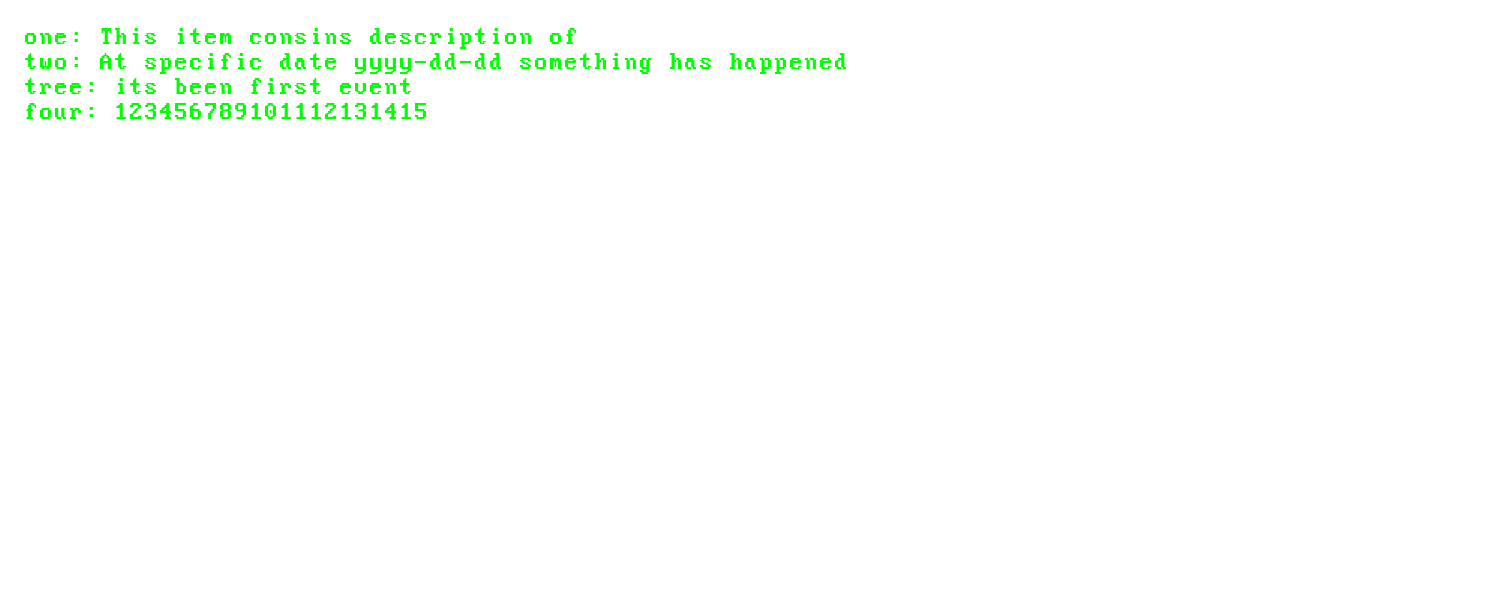 one: This item consins description of
two: At specific date yyyy-dd-dd something has happened
tree: its been first event
four: 123456789101112131415